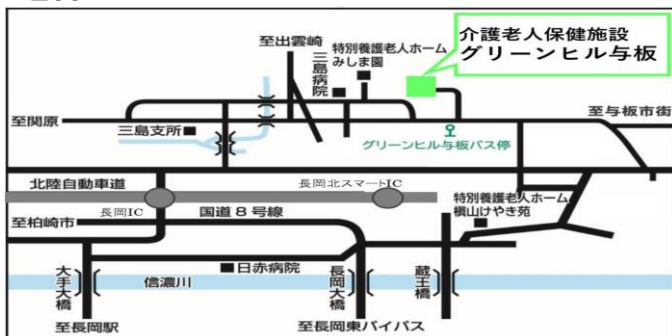 介護老人保健施設
グリーンヒル与板
至出雲崎
特別養護老人ホーム
みしま園
三島病院
至関原
三島支所
グリーンヒル与板バス停
至与板市街
北陸自動車道
長岡IC
長岡北スマートIC
至柏崎市
国道8号線
特別養護老人ホーム
槇山けやき苑
大手大橋
信濃川
日赤病院
長岡大橋
蔵王橋
至長岡駅
至長岡東バイパス